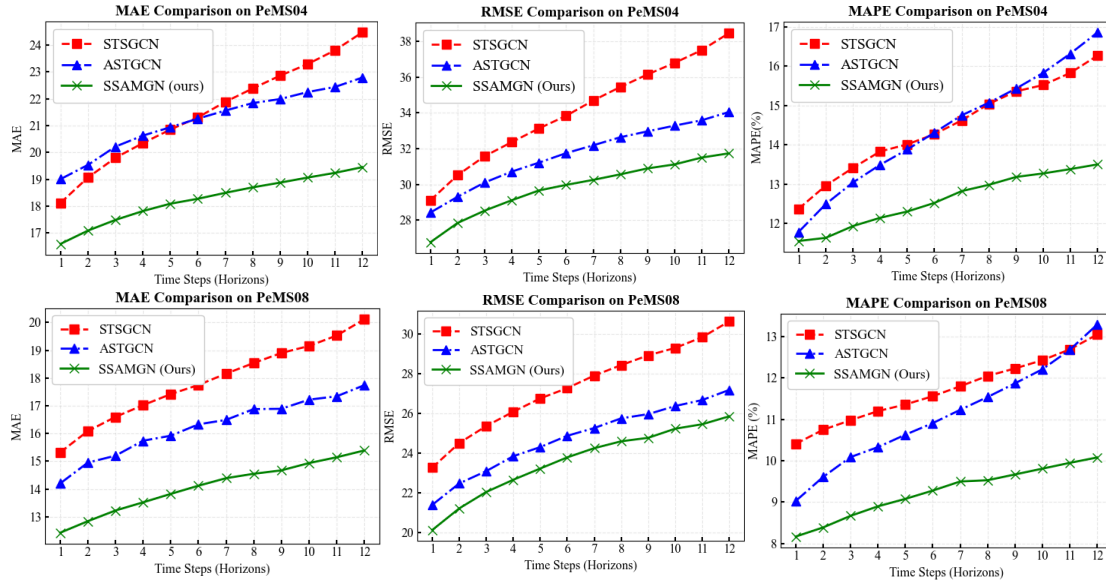 MAE Comparison on PeMS04
24
23
22
21
20
19
18
17
MAE
STSGCN
ASTGCN
SSAMGN (ours)
1 2 3 4 5 6 7 8 9 10 11 12
Time Steps (Horizons)
RMSE Comparison on PeMS04
38
36
34
32
30
28
RMSE
STSGCN
ASTGCN
SSAMGN (Ours)
1 2 3 4 5 6 7 8 9 10 11 12
Time Steps (Horizons)
MAPE Comparison on PeMS04
17
16
15
14
13
12
MAPE(%)
STSGCN
ASTGCN
SSAMGN (Ours)
1 2 3 4 5 6 7 8 9 10 11 12
Time Steps (Horizons)
MAE Comparison on PeMS08
20
19
18
17
16
15
14
13
MAE
STSGCN
ASTGCN
SSAMGN (Ours)
1 2 3 4 5 6 7 8 9 10 11 12
Time Steps (Horizons)
RMSE Comparison on PeMS08
30
28
26
24
22
20
RMSE
STSGCN
ASTGCN
SSAMGN (Ours)
1 2 3 4 5 6 7 8 9 10 11 12
Time Steps (Horizons)
MAPE Comparison on PeMS08
13
12
11
10
9
8
MAPE (%)
STSGCN
ASTGCN
SSAMGN (Ours)
1 2 3 4 5 6 7 8 9 10 11 12
Time Steps (Horizons)